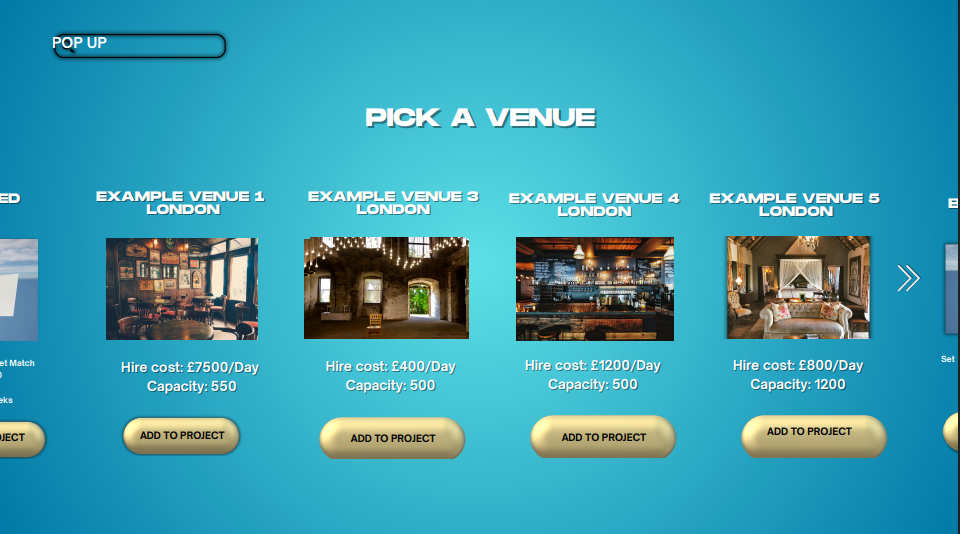 POP UP
PICK A VENUE
ED
EXAMPLE VENUE 1
LONDON
EXAMPLE VENUE 3
LONDON
EXAMPLE VENUE 4
LONDON
EXAMPLE VENUE 5
LONDON
et Match
eks
Hire cost: £7500/Day
Capacity: 550
Hire cost: £400/Day
Capacity: 500
Hire cost: £1200/Day
Capacity: 500
Hire cost: £800/Day
Capacity: 1200
Set
JECT
ADD TO PROJECT
ADD TO PROJECT
ADD TO PROJECT
ADD TO PROJECT